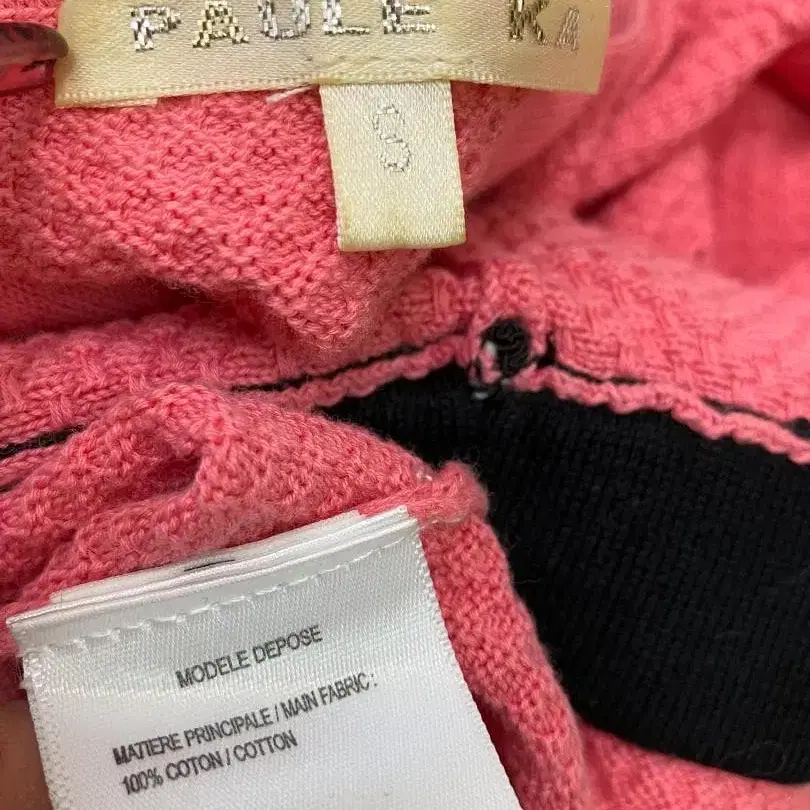 PAULE KA
S
MODELE DEPOSE
MATIERE PRINCIPALE / MAIN FABRIC :
100% COTON / COTTON